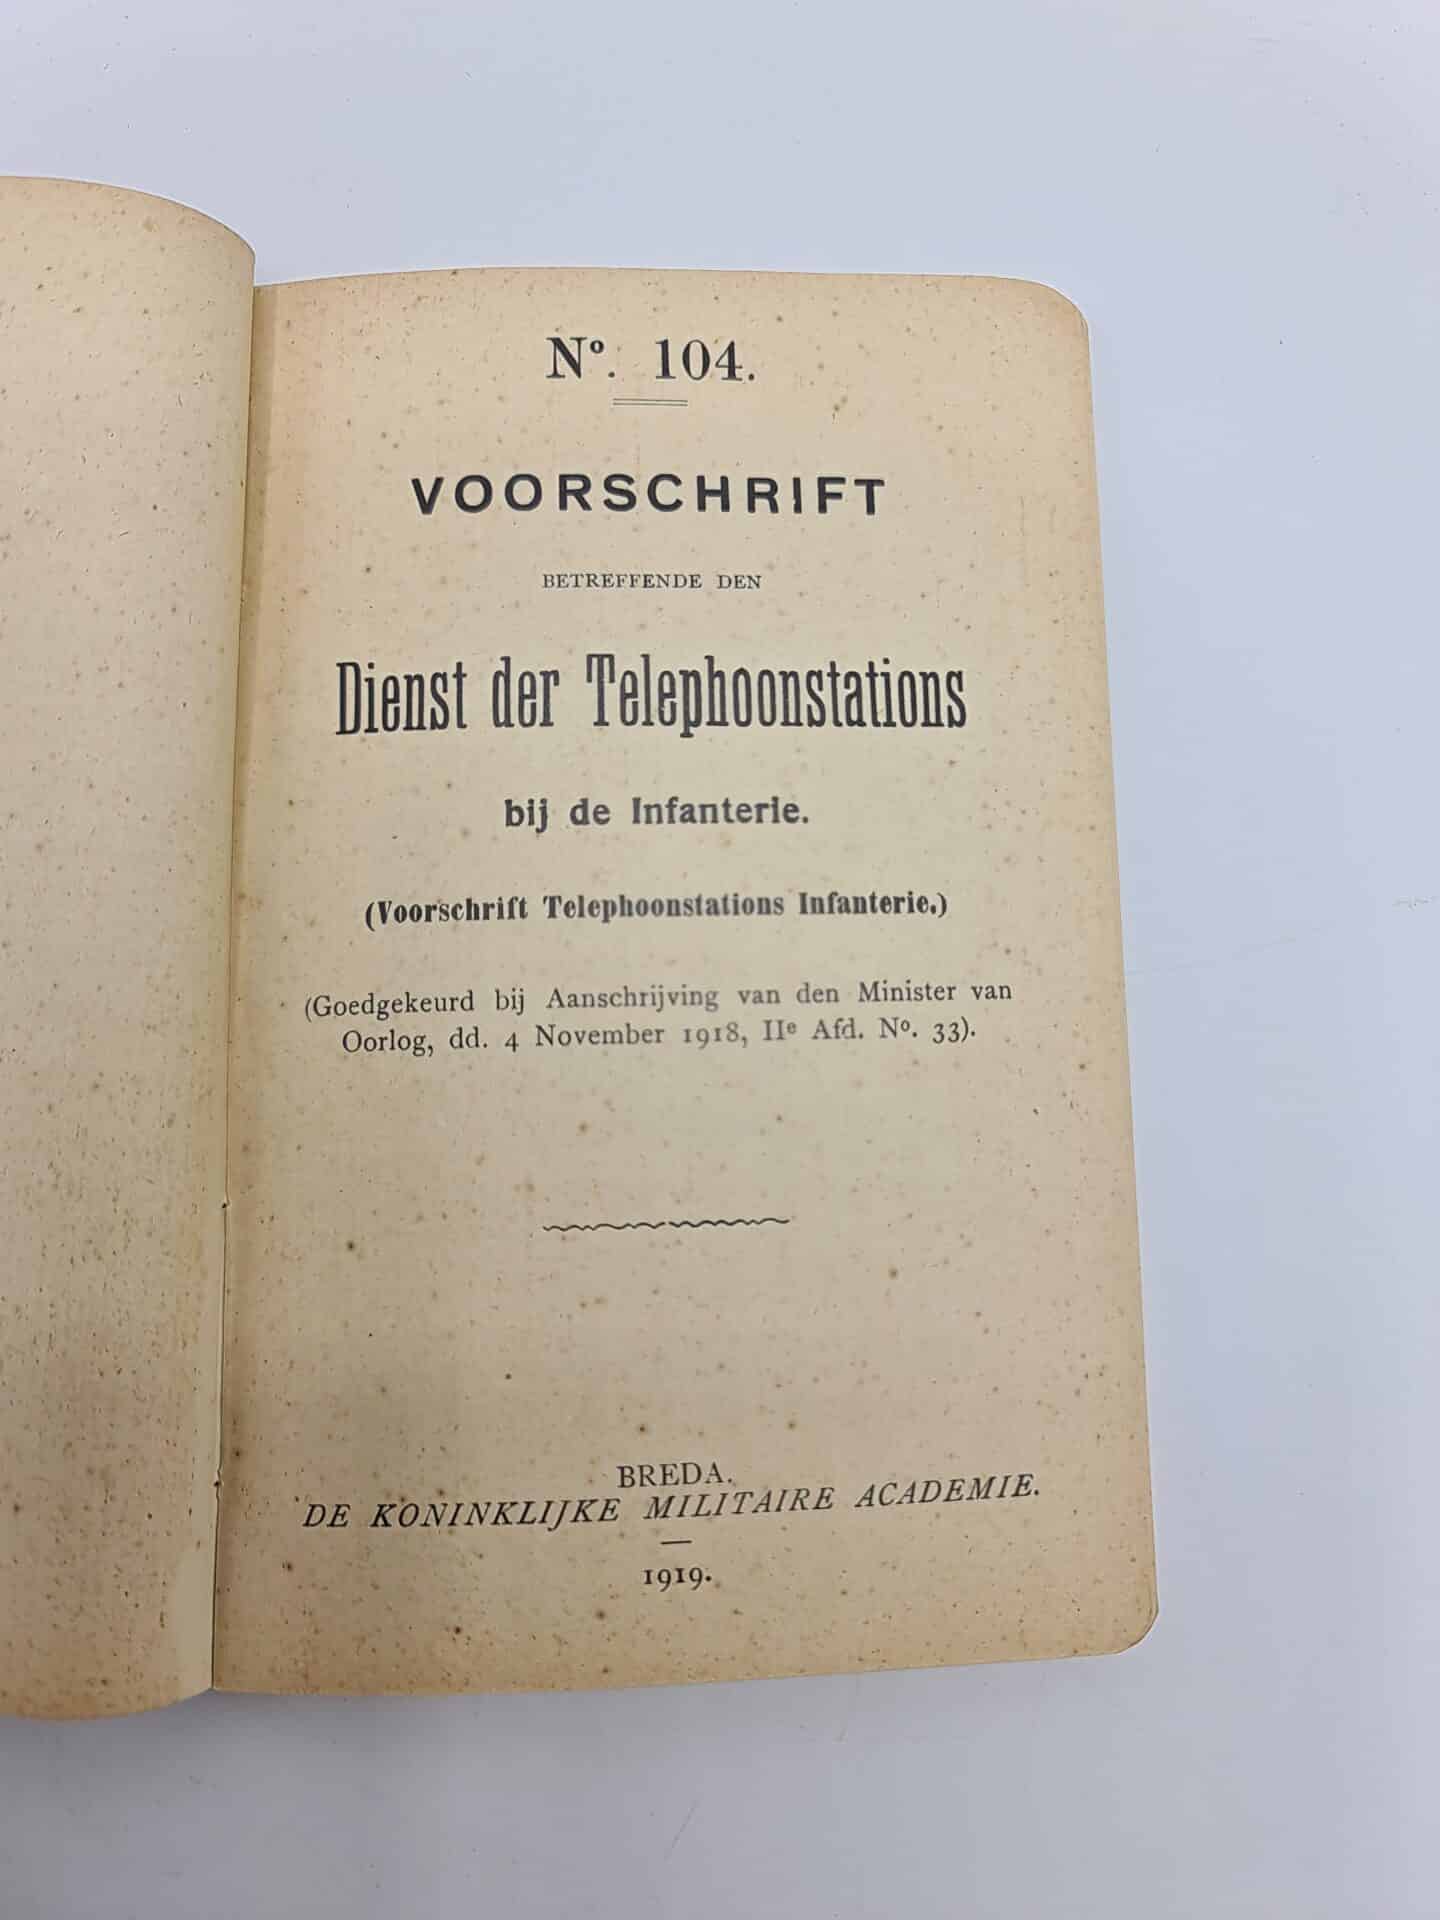 Nº. 104.
VOORSCHRIFT
BETREFFENDE DEN
Dienst der Telephoonstations
bij de Infanterie.
(Voorschrift Telephoonstations Infanterie.)
(Goedgekeurd bij Aanschrijving van den Minister van
Oorlog, dd. 4 November 1918, IIe Afd. Nº. 33).
BREDA.
DE KONINKLIJKE MILITAIRE ACADEMIE.
1919.